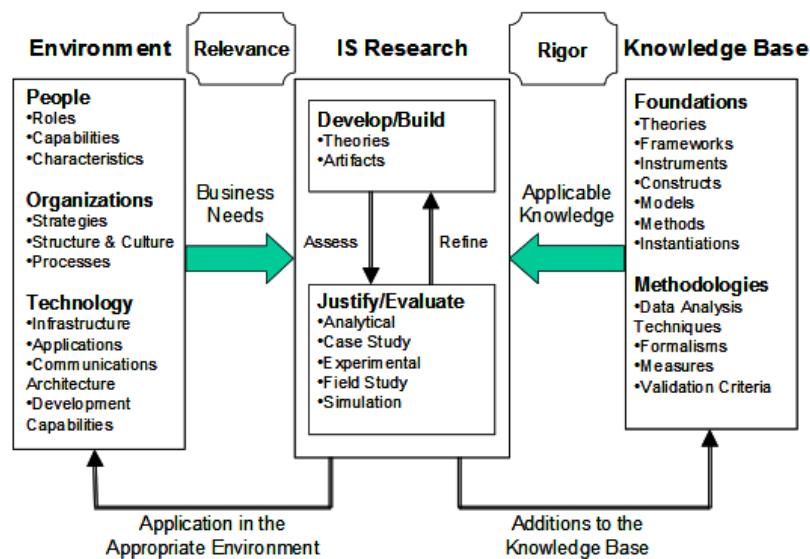 Environment
Relevance
IS Research
Rigor
Knowledge Base
People
•Roles
•Capabilities
•Characteristics
Organizations
•Strategies
•Structure & Culture
•Processes
Technology
•Infrastructure
•Applications
•Communications
Architecture
•Development
Capabilities
Business
Needs
Develop/Build
•Theories
•Artifacts
Assess
Refine
Justify/Evaluate
•Analytical
•Case Study
•Experimental
•Field Study
•Simulation
Applicable
Knowledge
Foundations
•Theories
•Frameworks
•Instruments
•Constructs
•Models
•Methods
•Instantiations
Methodologies
•Data Analysis
Techniques
•Formalisms
•Measures
•Validation Criteria
Application in the
Appropriate Environment
Additions to the
Knowledge Base